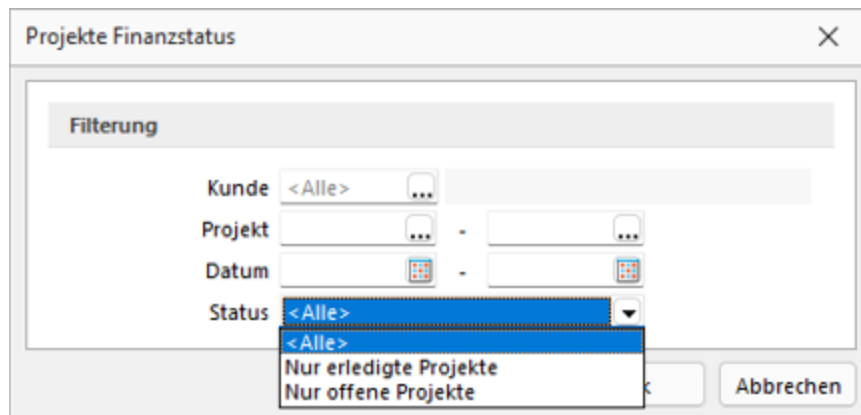 Projekte Finanzstatus
Filterung
Kunde <Alle> ...
Projekt ... - ...
Datum -
Status <Alle>
<Alle>
Nur erledigte Projekte
Nur offene Projekte
Abbrechen